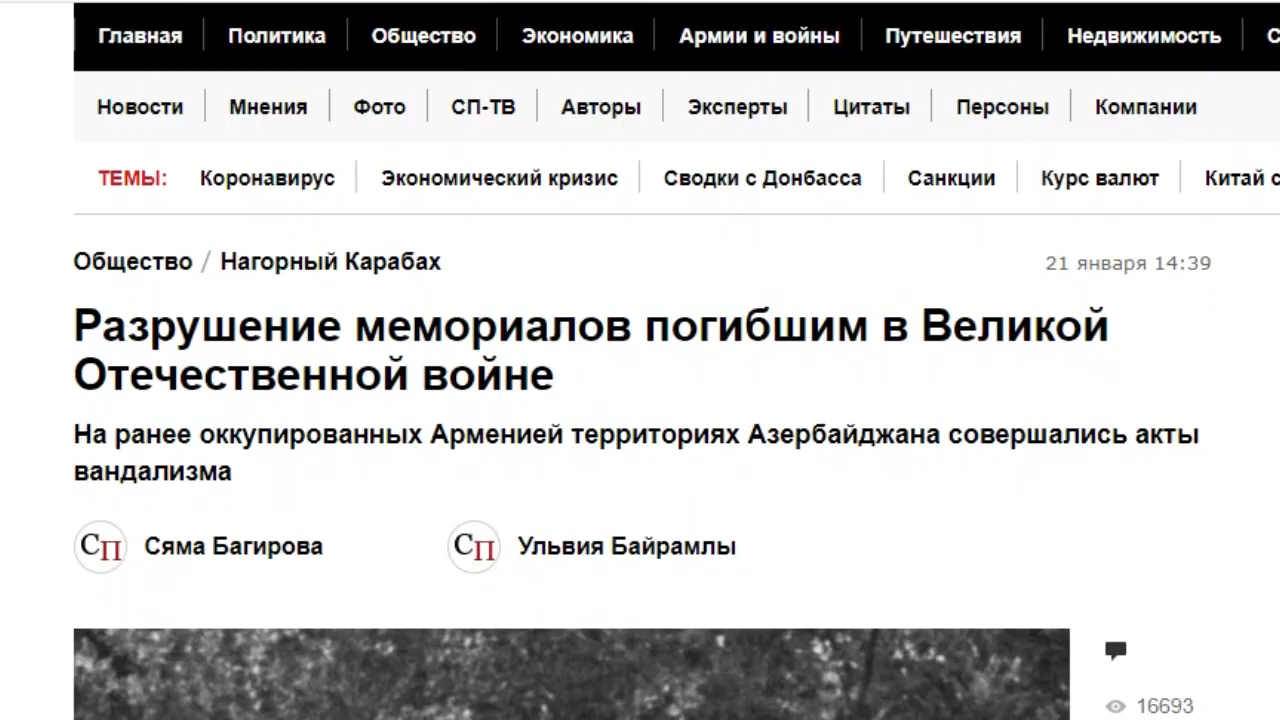 Главная Политика Общество Экономика Армии и войны Путешествия Недвижимость С
Новости Мнения Фото СП-ТВ Авторы Эксперты Цитаты Персоны Компании
ТЕМЫ: Коронавирус Экономический кризис Сводки с Донбасса Санкции Курс валют Китай с
Общество / Нагорный Карабах 21 января 14:39
Разрушение мемориалов погибшим в Великой
Отечественной войне
На ранее оккупированных Арменией территориях Азербайджана совершались акты
вандализма
СП Сяма Багирова СП Ульвия Байрамлы
16693